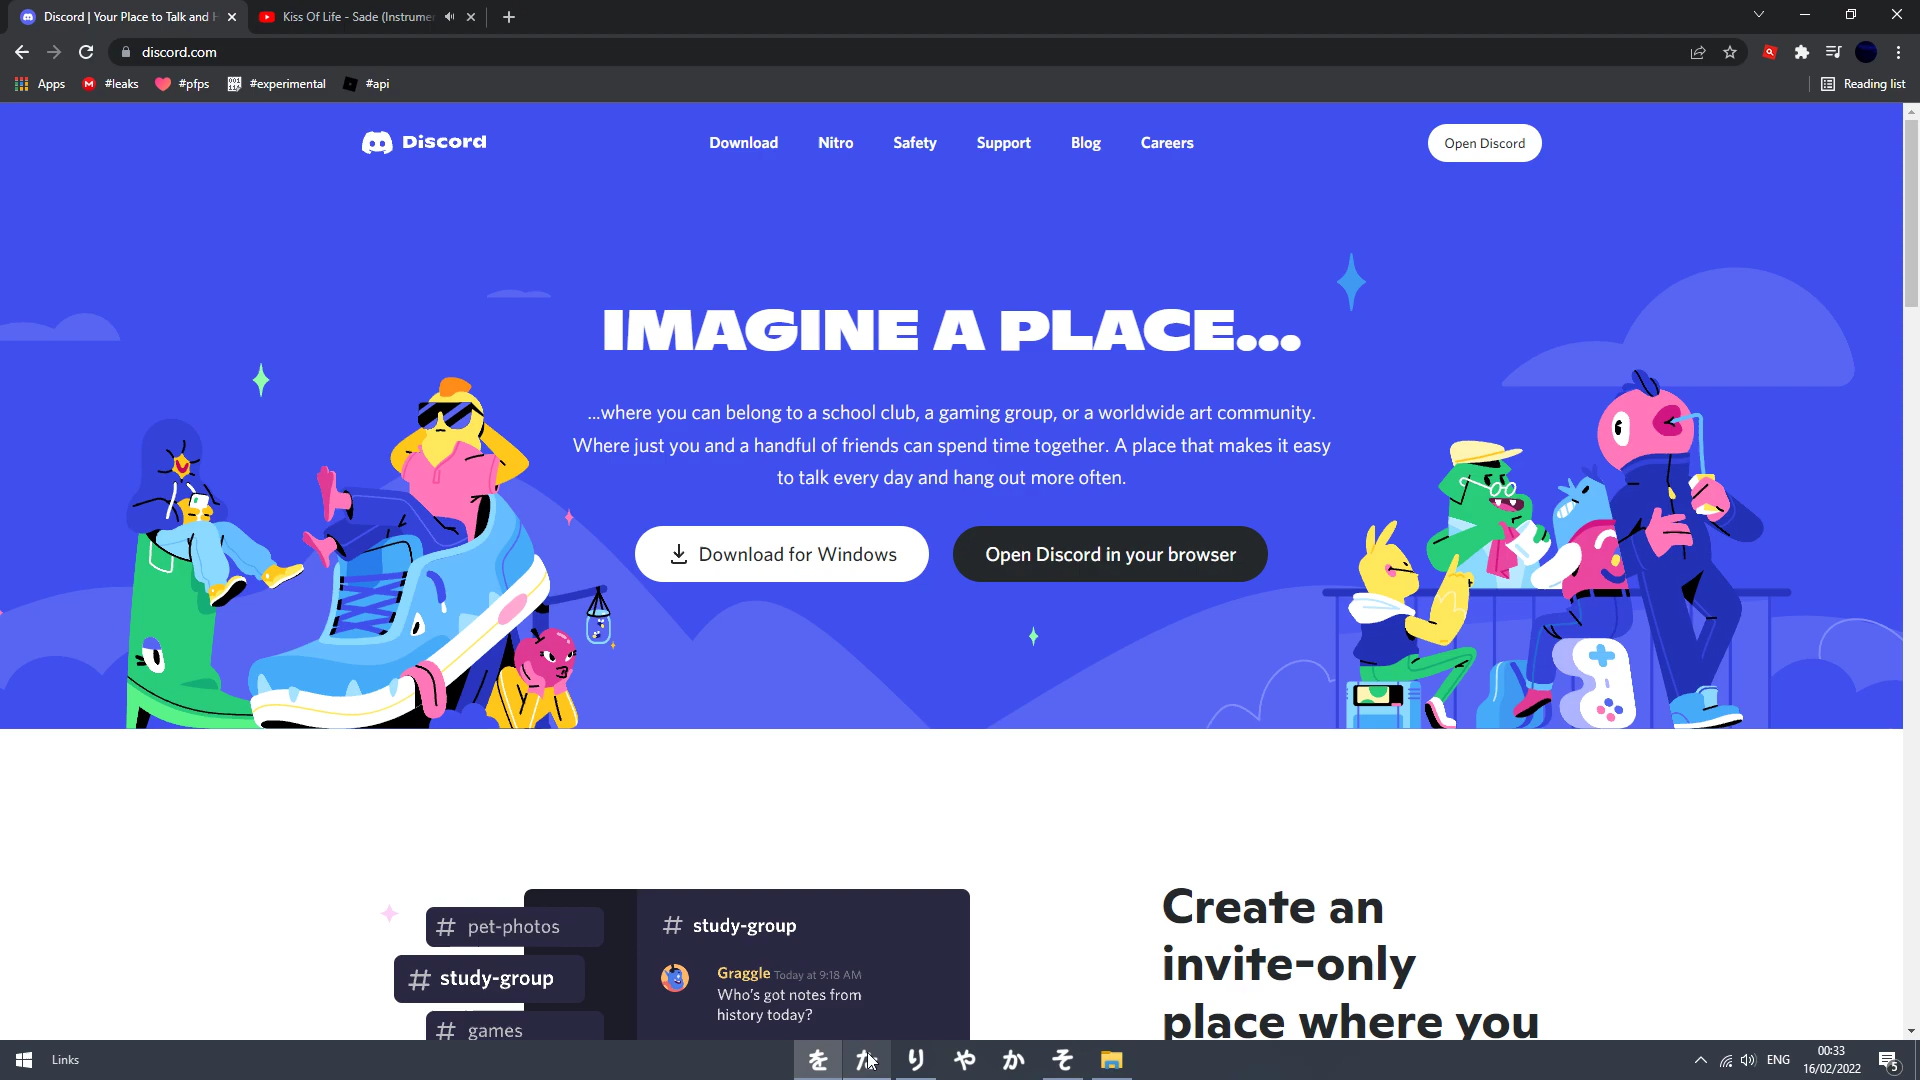 Discord | Your Place to Talk and H
Kiss Of Life - Sade (Instrumen
discord.com
Apps
#leaks
#pfps
#experimental
#api
Reading list
Discord
Download
Nitro
Safety
Support
Blog
Careers
Open Discord
IMAGINE A PLACE...
...where you can belong to a school club, a gaming group, or a worldwide art community.
Where just you and a handful of friends can spend time together. A place that makes it easy
to talk every day and hang out more often.
Download for Windows
Open Discord in your browser
# pet-photos
# study-group
# games
# study-group
Graggle Today at 9:18 AM
Who's got notes from
history today?
Create an
invite-only
place where you
Links
を
り
や
か
そ
ENG
00:33
16/02/2022
5